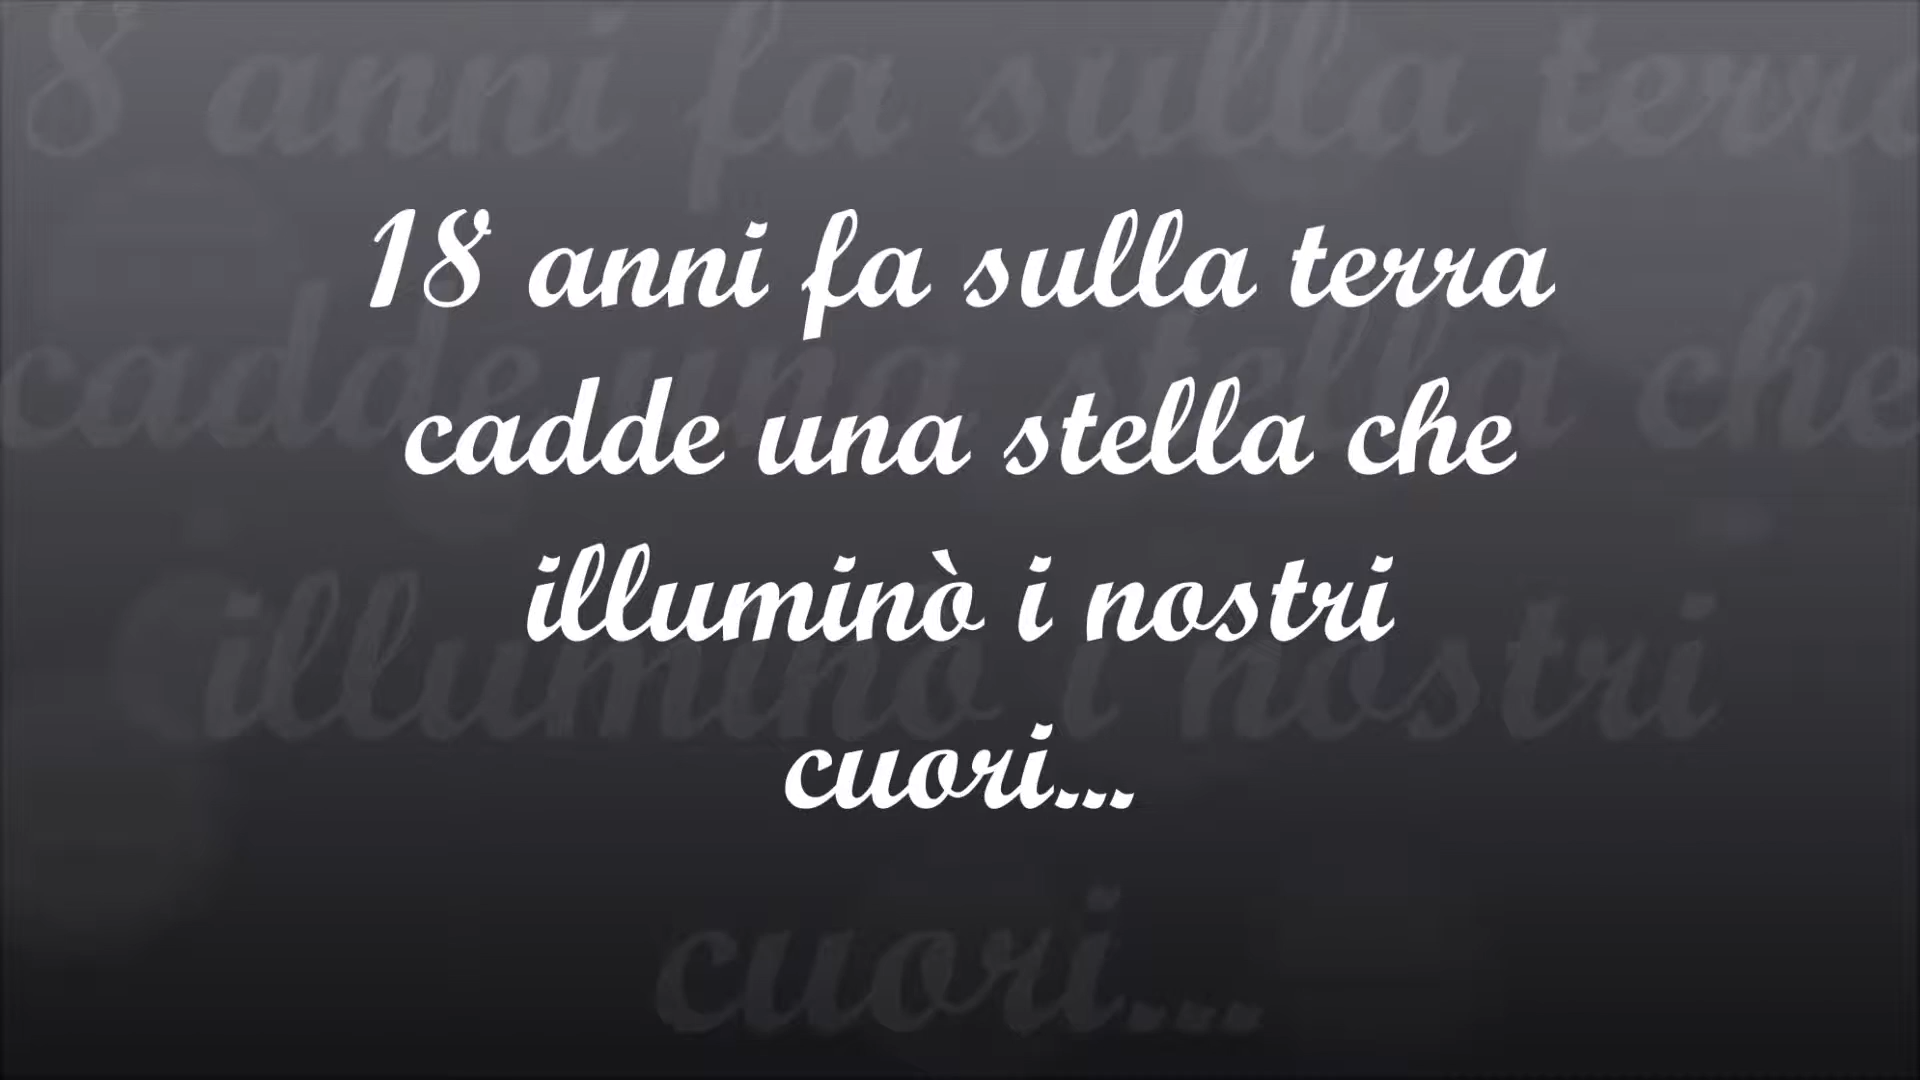 18 anni fa sulla terra
cadde una stella che
illuminò i nostri
cuori...